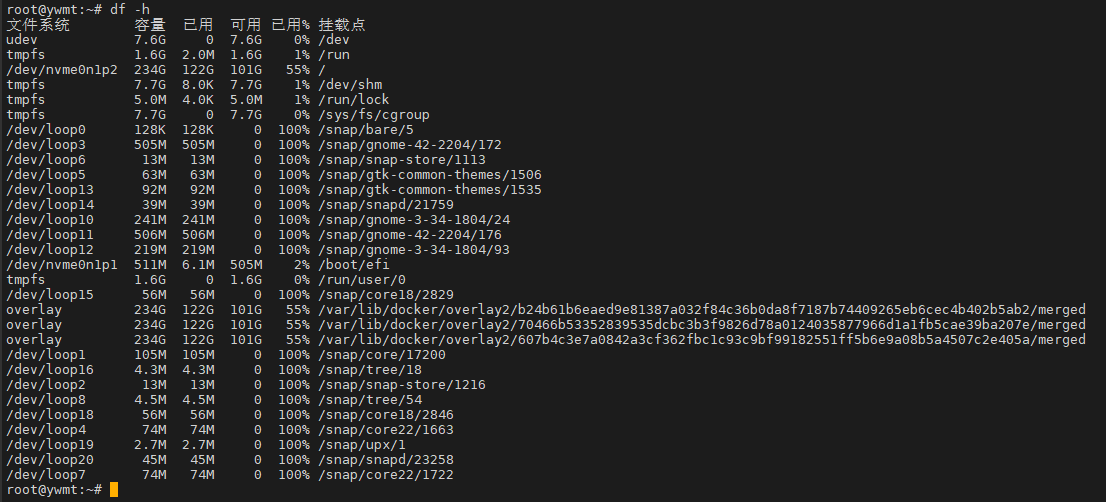 root@ywmt:~# df -h
文件系统 容量 已用 可用 已用% 挂载点
udev 7.6G 0 7.6G 0% /dev
tmpfs 1.6G 2.0M 1.6G 1% /run
/dev/nvme0n1p2 234G 122G 101G 55% /
tmpfs 7.7G 8.0K 7.7G 1% /dev/shm
tmpfs 5.0M 4.0K 5.0M 1% /run/lock
tmpfs 7.7G 0 7.7G 0% /sys/fs/cgroup
/dev/loop0 128K 128K 0 100% /snap/bare/5
/dev/loop3 505M 505M 0 100% /snap/gnome-42-2204/172
/dev/loop6 13M 13M 0 100% /snap/snap-store/1113
/dev/loop5 63M 63M 0 100% /snap/gtk-common-themes/1506
/dev/loop13 92M 92M 0 100% /snap/gtk-common-themes/1535
/dev/loop14 39M 39M 0 100% /snap/snapd/21759
/dev/loop10 241M 241M 0 100% /snap/gnome-3-34-1804/24
/dev/loop11 506M 506M 0 100% /snap/gnome-42-2204/176
/dev/loop12 219M 219M 0 100% /snap/gnome-3-34-1804/93
/dev/nvme0n1p1 511M 6.1M 505M 2% /boot/efi
tmpfs 1.6G 0 1.6G 0% /run/user/0
/dev/loop15 56M 56M 0 100% /snap/core18/2829
overlay 234G 122G 101G 55% /var/lib/docker/overlay2/b24b61b6eaed9e81387a032f84c36b0da8f7187b74409265eb6cec4b402b5ab2/merged
overlay 234G 122G 101G 55% /var/lib/docker/overlay2/70466b53352839535dcbc3b3f9826d78a0124035877966d1a1fb5cae39ba207e/merged
overlay 234G 122G 101G 55% /var/lib/docker/overlay2/607b4c3e7a0842a3cf362fbc1c93c9bf99182551ff5b6e9a08b5a4507c2e405a/merged
/dev/loop1 105M 105M 0 100% /snap/core/17200
/dev/loop16 4.3M 4.3M 0 100% /snap/tree/18
/dev/loop2 13M 13M 0 100% /snap/snap-store/1216
/dev/loop8 4.5M 4.5M 0 100% /snap/tree/54
/dev/loop18 56M 56M 0 100% /snap/core18/2846
/dev/loop4 74M 74M 0 100% /snap/core22/1663
/dev/loop19 2.7M 2.7M 0 100% /snap/upx/1
/dev/loop20 45M 45M 0 100% /snap/snapd/23258
/dev/loop7 74M 74M 0 100% /snap/core22/1722
root@ywmt:~#